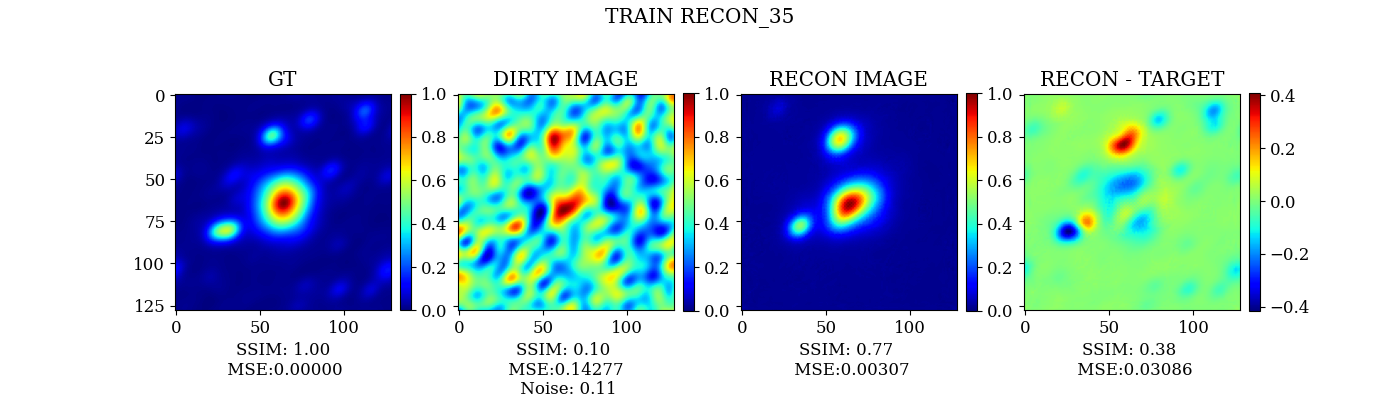 TRAIN RECON_35
GT
DIRTY IMAGE
RECON IMAGE
RECON - TARGET
0
25
50
75
100
125
0 50 100
0.0
0.2
0.4
0.6
0.8
1.0
0 50 100
0.0
0.2
0.4
0.6
0.8
1.0
0 50 100
0.0
0.2
0.4
0.6
0.8
1.0
0 50 100
0.4
0.2
0.0
−0.2
−0.4
SSIM: 1.00
MSE:0.00000
SSIM: 0.10
MSE:0.14277
Noise: 0.11
SSIM: 0.77
MSE:0.00307
SSIM: 0.38
MSE:0.03086